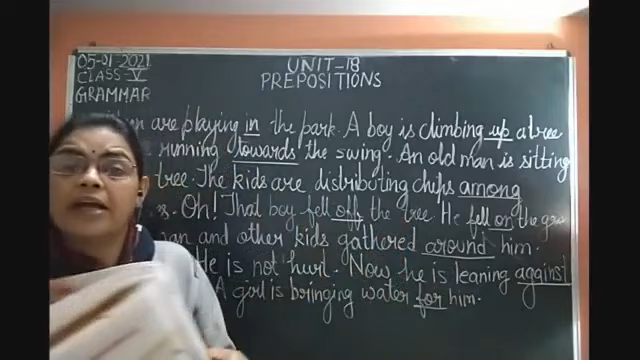 05-01-2021
CLASS-V
GRAMMAR
UNIT-18
PREPOSITIONS
are playing in the park. A boy is climbing up a tree
running towards the swing. An old man is sitting
tree. The kids are distributing chips among
Oh! That boy fell off the tree. He fell on the
and other kids gathered around him.
He is not hurt. Now he is leaning against
A girl is bringing water for him.